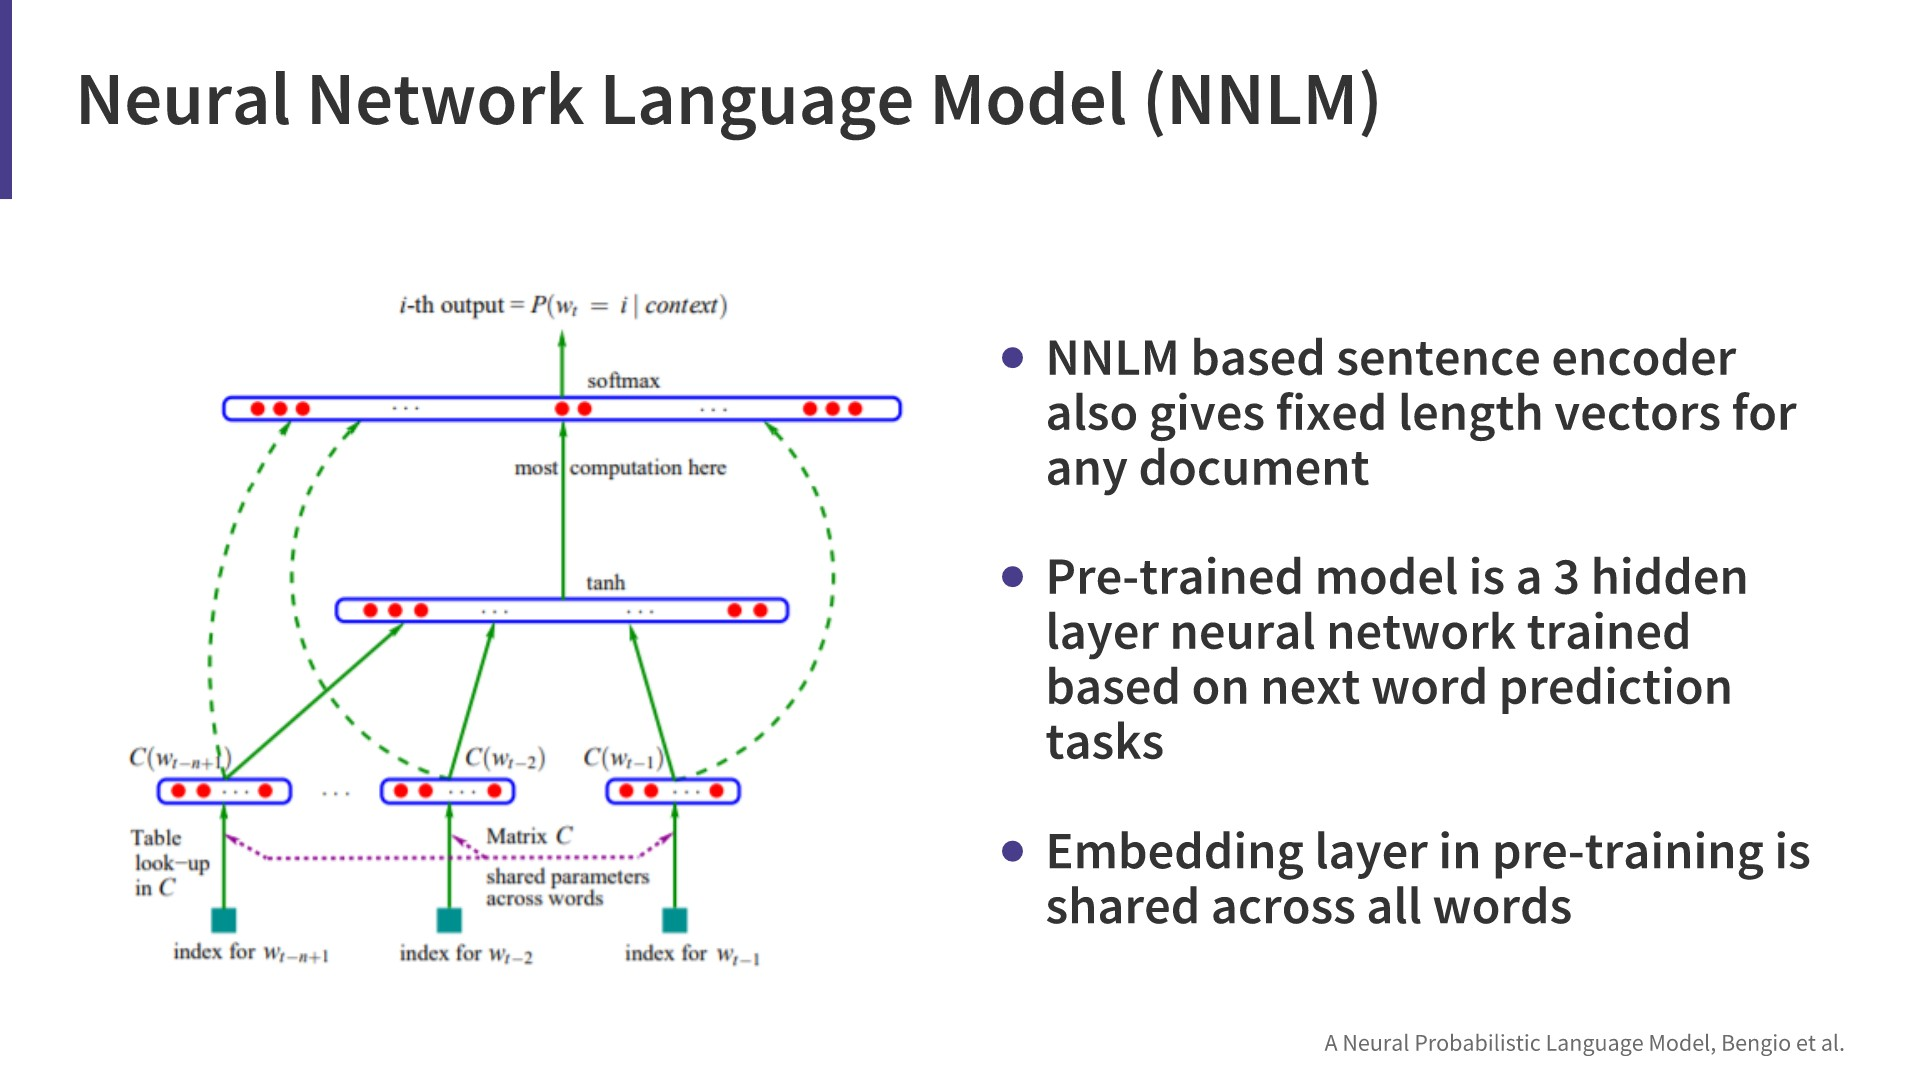 Neural Network Language Model (NNLM)
i-th output = P(w_t = i | context)
softmax
... ...
most computation here
tanh
... ...
C(w_{t−n+1}) C(w_{t−2}) C(w_{t−1})
... ... ... ...
Table
look−up
in C
Matrix C
shared parameters
across words
index for w_{t−n+1} index for w_{t−2} index for w_{t−1}
• NNLM based sentence encoder
also gives fixed length vectors for
any document
• Pre-trained model is a 3 hidden
layer neural network trained
based on next word prediction
tasks
• Embedding layer in pre-training is
shared across all words
A Neural Probabilistic Language Model, Bengio et al.